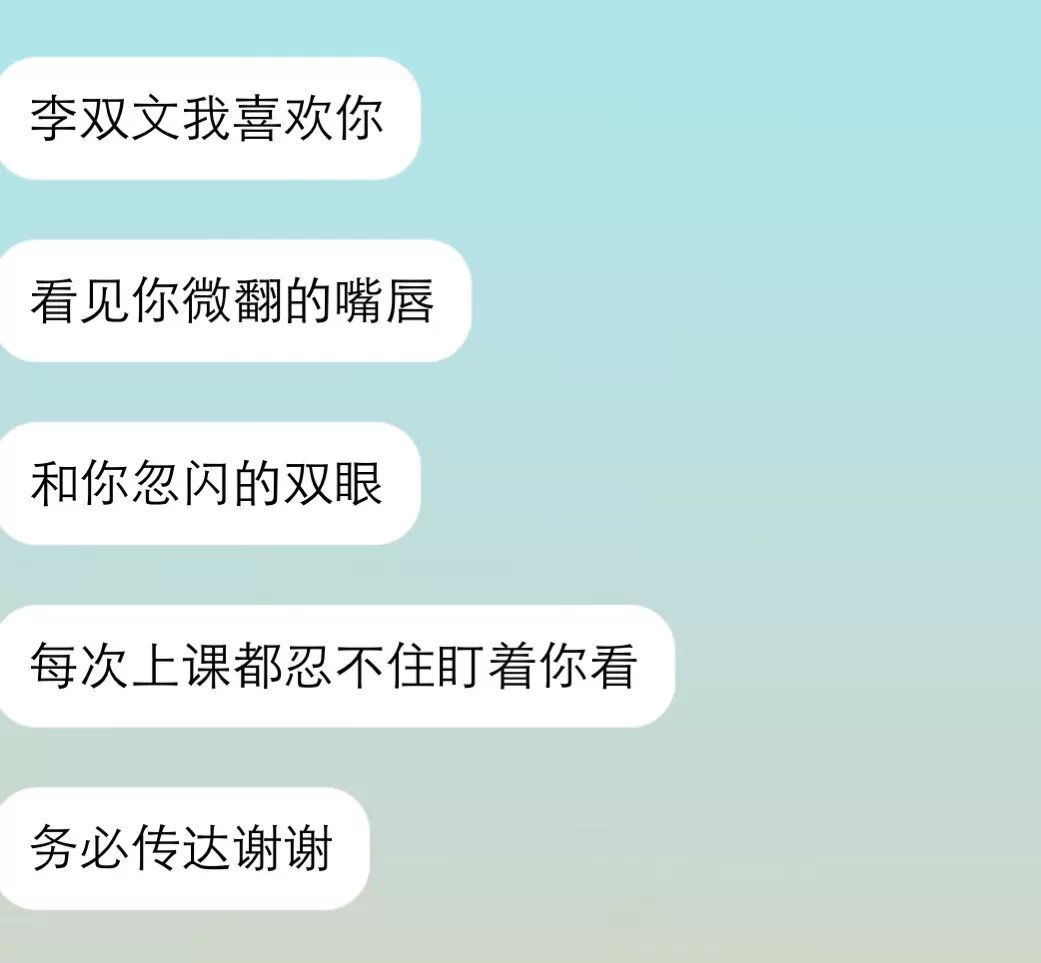 李双文我喜欢你
看见你微翻的嘴唇
和你忽闪的双眼
每次上课都忍不住盯着你看
务必传达谢谢